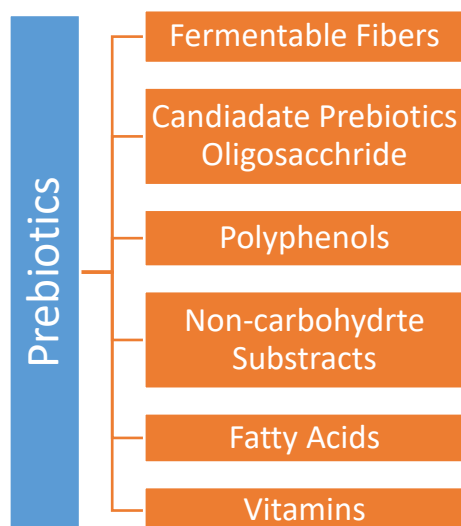 Prebiotics
Fermentable Fibers
Candiadate Prebiotics
Oligosacchride
Polyphenols
Non-carbohydrte
Substracts
Fatty Acids
Vitamins